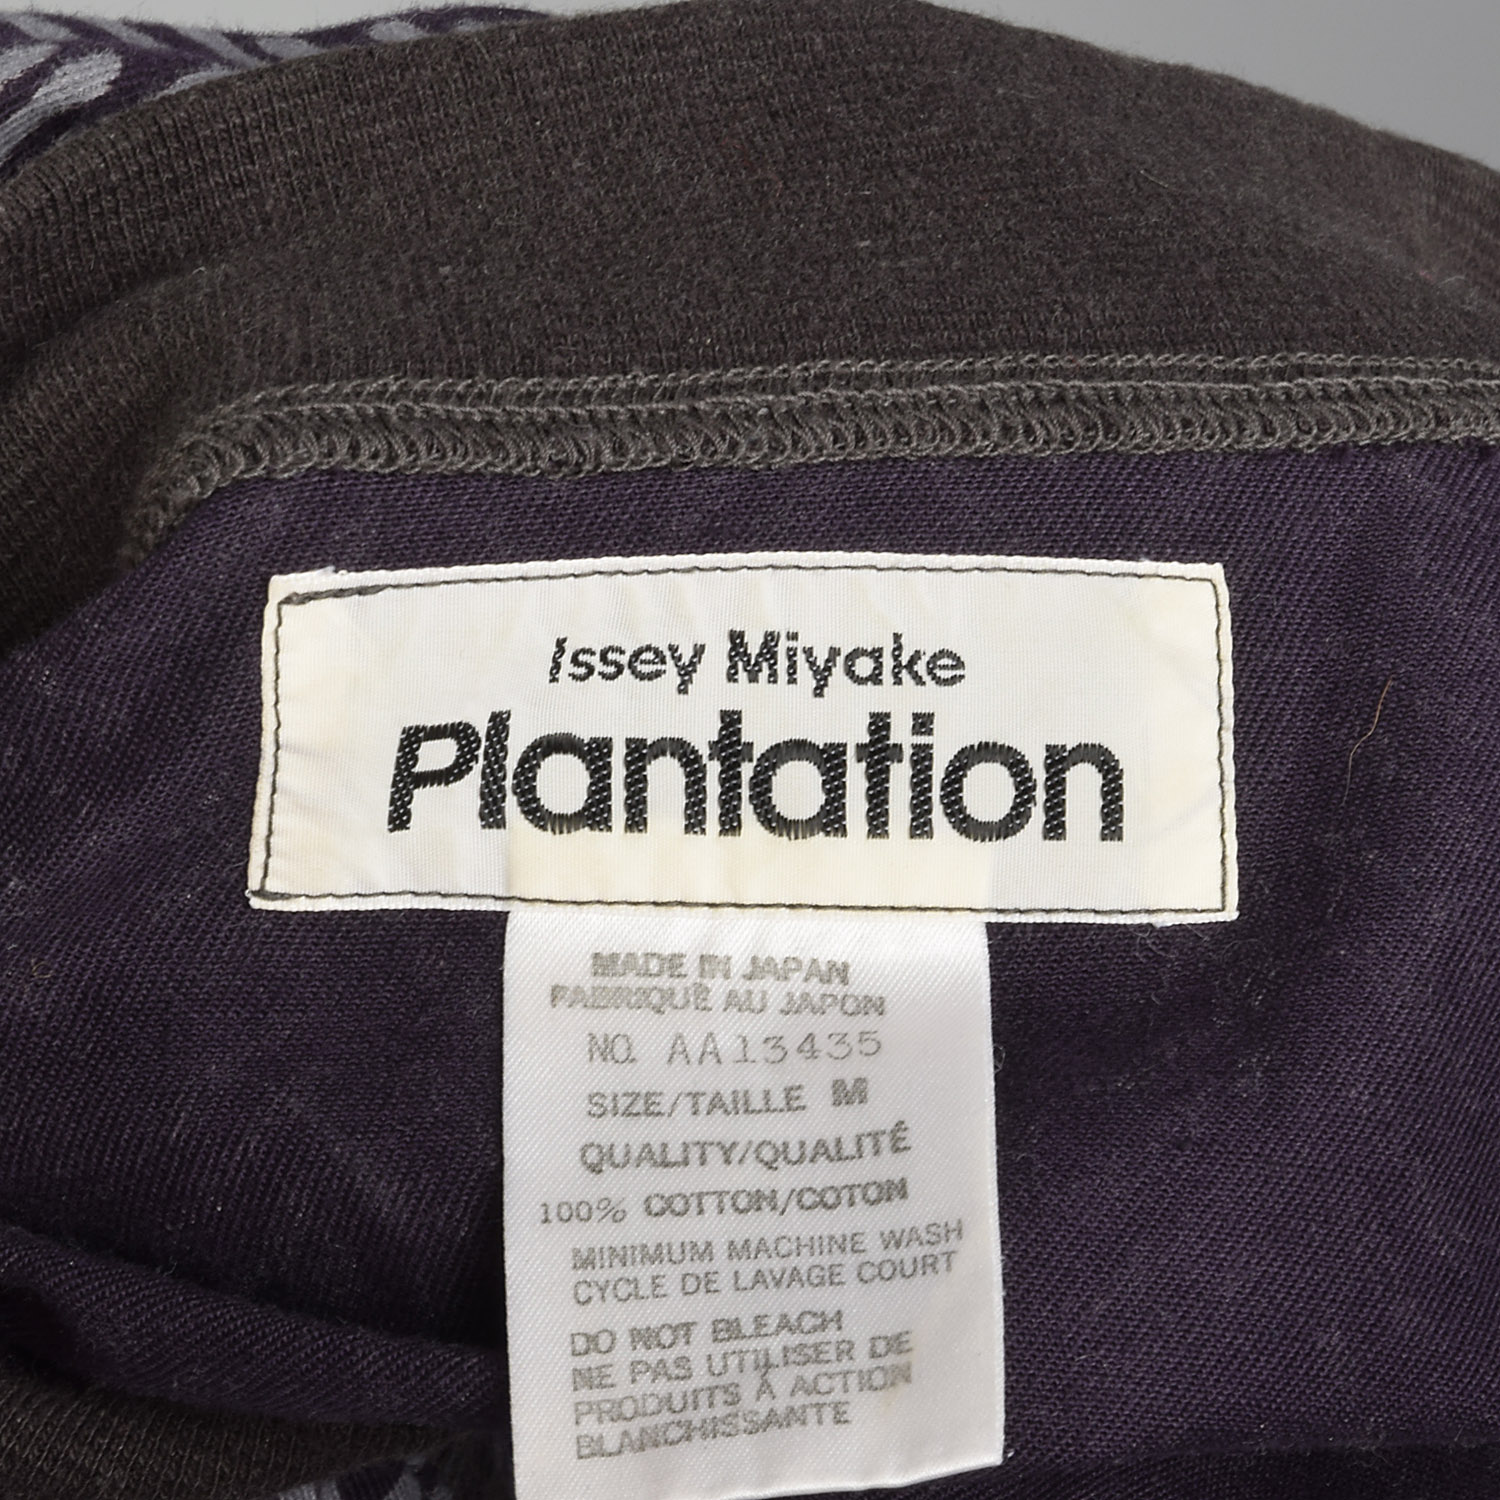 Issey Miyake
Plantation
MADE IN JAPAN
FABRIQUÉ AU JAPON
NO. AA13435
SIZE/TAILLE M
QUALITY/QUALITÉ
100% COTTON/COTON
MINIMUM MACHINE WASH
CYCLE DE LAVAGE COURT
DO NOT BLEACH
NE PAS UTILISER DE
PRODUITS À ACTION
BLANCHISSANTE